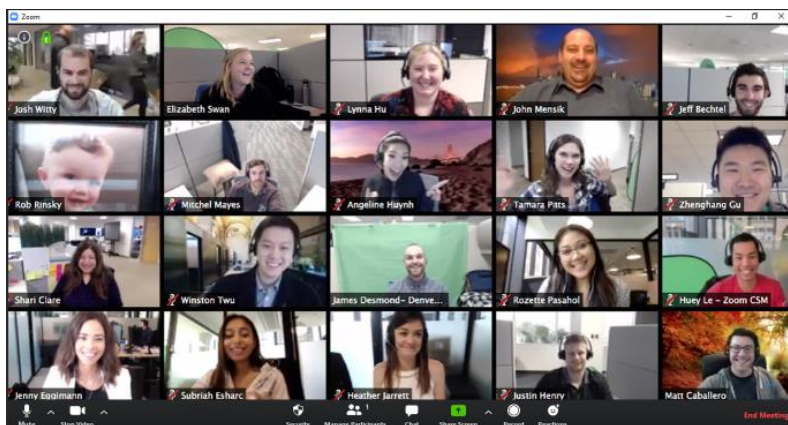 Zoom
Josh Witty
Elizabeth Swan
Lynna Hu
John Mensik
Jeff Bechtel
Rob Rinsky
Mitchel Mayes
Angeline Huynh
Tamara Pitts
Zhenghang Gu
Shari Clare
Winston Twu
James Desmond- Denve...
Rozette Pasahol
Huey Le - Zoom CSM
Jenny Eggimann
Subriah Esharc
Heather Jarrett
Justin Henry
Matt Caballero
1
Mute
Stop Video
Security
Manage Participants
Chat
Share Screen
Record
Reactions
End Meeting